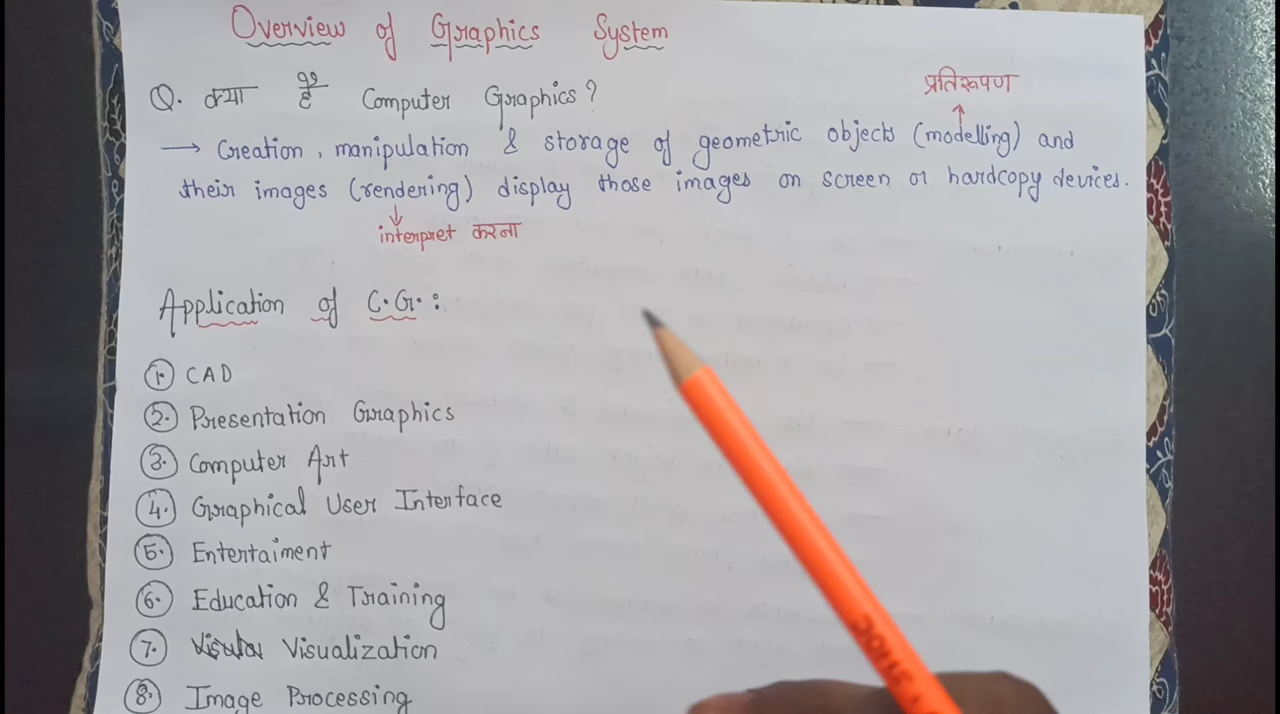 Overview of Graphics System
Q. क्या है Computer Graphics?
प्रतिरूपण
→ Creation, manipulation & storage of geometric objects (modelling) and
their images (rendering) display those images on screen or hardcopy devices.
interpret करना
Application of C.G.:
1. CAD
2. Presentation Graphics
3. Computer Art
4. Graphical User Interface
5. Entertaiment
6. Education & Training
7. Visualization
8. Image Processing